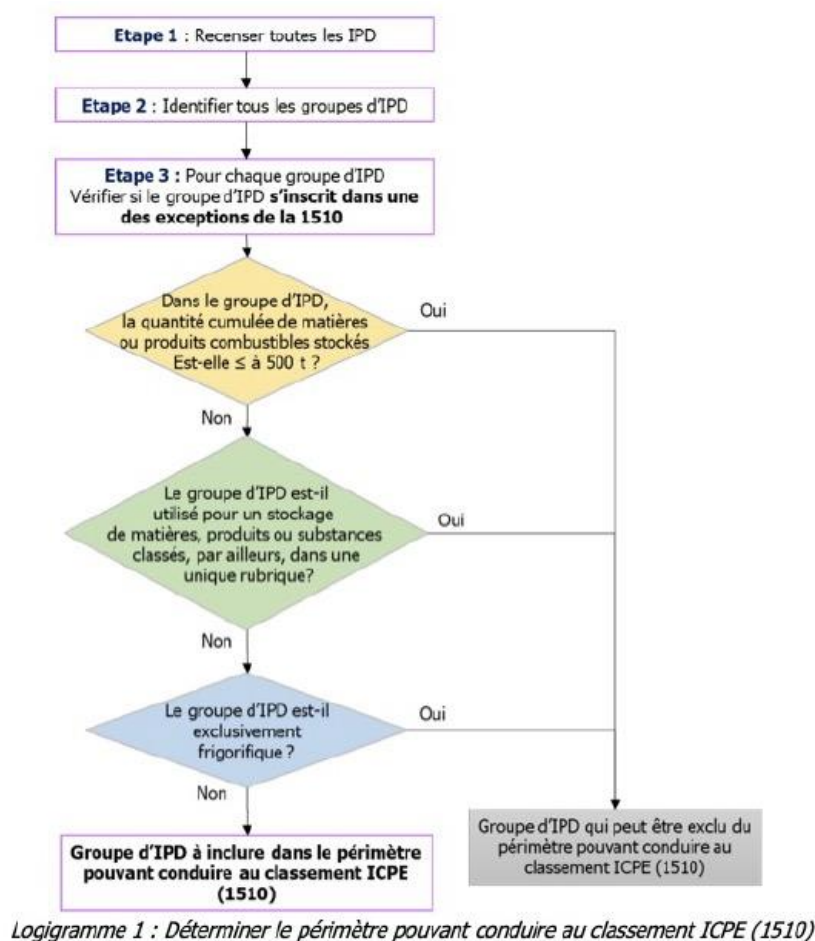 Etape 1 : Recenser toutes les IPD
Etape 2 : Identifier tous les groupes d'IPD
Etape 3 : Pour chaque groupe d'IPD
Vérifier si le groupe d'IPD s'inscrit dans une
des exceptions de la 1510
Dans le groupe d'IPD,
la quantité cumulée de matières
ou produits combustibles stockés
Est-elle ≤ à 500 t ?
Oui
Non
Le groupe d'IPD est-il
utilisé pour un stockage
de matières, produits ou substances
classés, par ailleurs, dans une
unique rubrique?
Oui
Non
Le groupe d'IPD est-il
exclusivement
frigorifique ?
Oui
Non
Groupe d'IPD à inclure dans le périmètre
pouvant conduire au classement ICPE
(1510)
Groupe d'IPD qui peut être exclu du
périmètre pouvant conduire au
classement ICPE (1510)
Logigramme 1 : Déterminer le périmètre pouvant conduire au classement ICPE (1510)